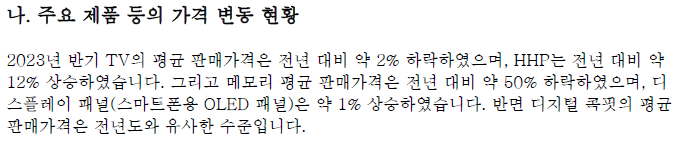 나. 주요 제품 등의 가격 변동 현황
2023년 반기 TV의 평균 판매가격은 전년 대비 약 2% 하락하였으며, HHP는 전년 대비 약
12% 상승하였습니다. 그리고 메모리 평균 판매가격은 전년 대비 약 50% 하락하였으며, 디
스플레이 패널(스마트폰용 OLED 패널)은 약 1% 상승하였습니다. 반면 디지털 콕핏의 평균
판매가격은 전년도와 유사한 수준입니다.